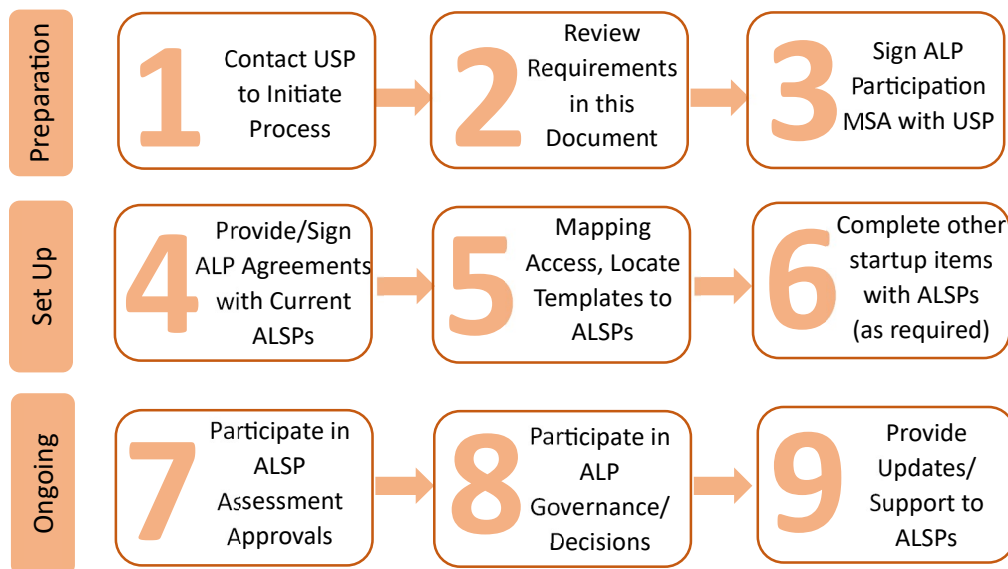 Preparation
1
Contact USP
to Initiate
Process
2
Review
Requirements
in this
Document
3
Sign ALP
Participation
MSA with USP
Set Up
4
Provide/Sign
ALP Agreements
with Current
ALSPs
5
Mapping
Access, Locate
Templates to
ALSPs
6
Complete other
startup items
with ALSPs
(as required)
Ongoing
7
Participate in
ALSP
Assessment
Approvals
8
Participate in
ALP
Governance/
Decisions
9
Provide
Updates/
Support to
ALSPs